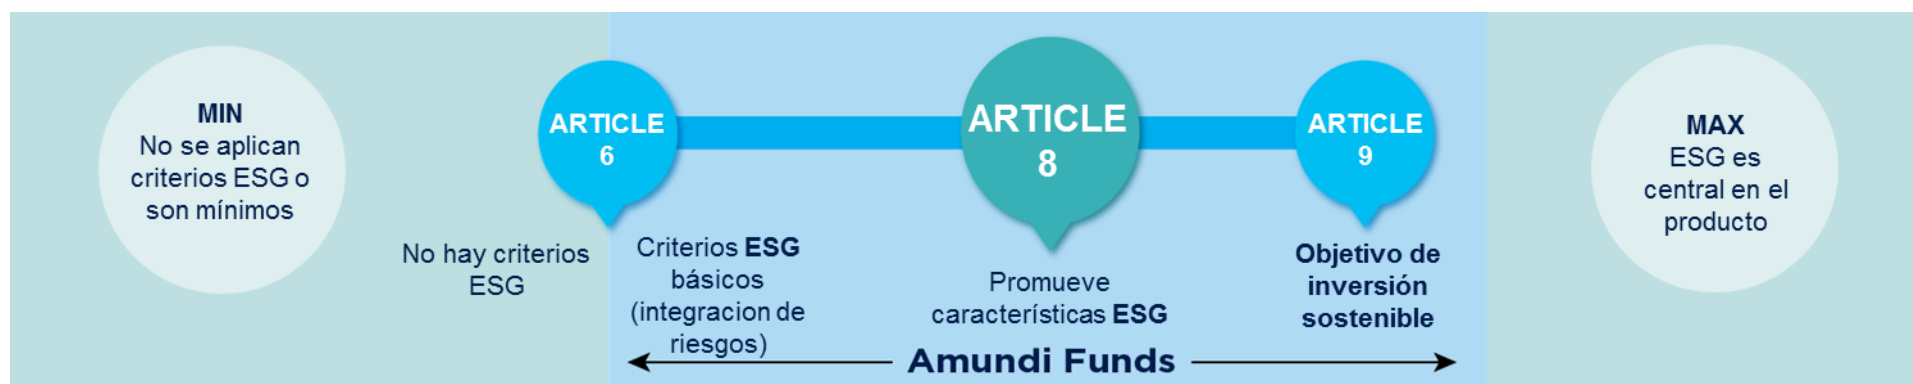 MIN
No se aplican
criterios ESG o
son mínimos
ARTICLE
6
No hay criterios
ESG
Criterios ESG
básicos
(integracion de
riesgos)
ARTICLE
8
Promueve
características ESG
ARTICLE
9
Objetivo de
inversión
sostenible
Amundi Funds
MAX
ESG es
central en el
producto